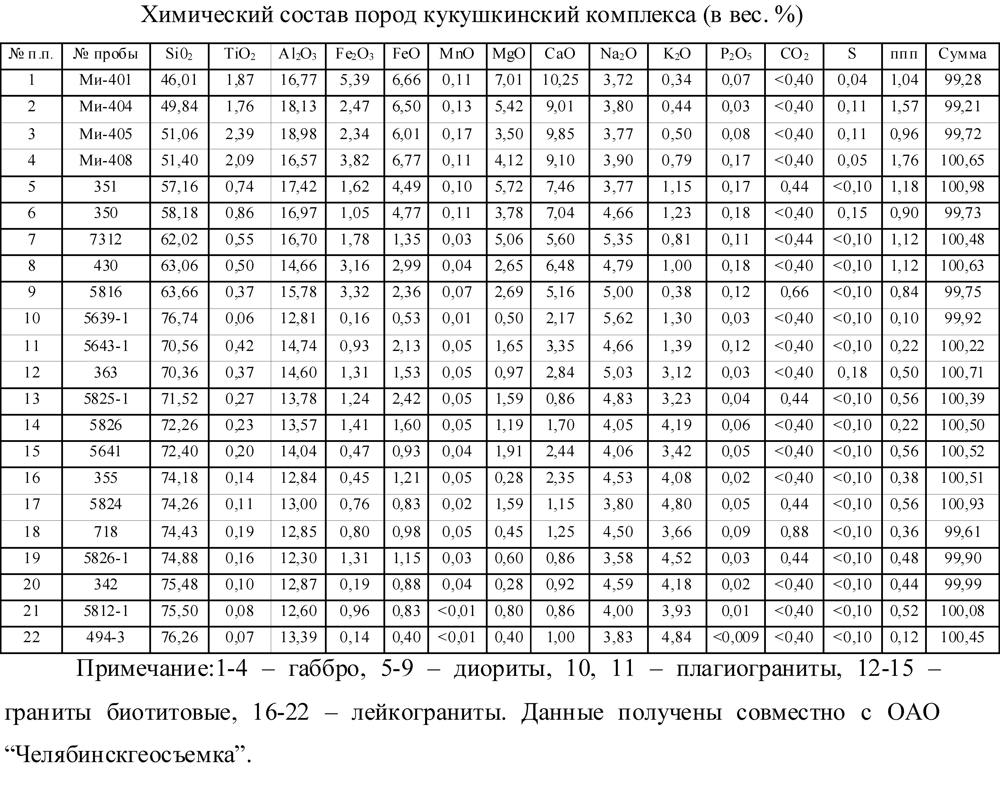 Химический состав пород кукушкинский комплекса (в вес. %)
№ п.п. № пробы Si0₂ TiO₂ Al₂O₃ Fe₂O₃ FeO MnO MgO CaO Na₂O K₂O P₂O₅ CO₂ S ппп Сумма
1 Ми-401 46,01 1,87 16,77 5,39 6,66 0,11 7,01 10,25 3,72 0,34 0,07 <0,40 0,04 1,04 99,28
2 Ми-404 49,84 1,76 18,13 2,47 6,50 0,13 5,42 9,01 3,80 0,44 0,03 <0,40 0,11 1,57 99,21
3 Ми-405 51,06 2,39 18,98 2,34 6,01 0,17 3,50 9,85 3,77 0,50 0,08 <0,40 0,11 0,96 99,72
4 Ми-408 51,40 2,09 16,57 3,82 6,77 0,11 4,12 9,10 3,90 0,79 0,17 <0,40 0,05 1,76 100,65
5 351 57,16 0,74 17,42 1,62 4,49 0,10 5,72 7,46 3,77 1,15 0,17 0,44 <0,10 1,18 100,98
6 350 58,18 0,86 16,97 1,05 4,77 0,11 3,78 7,04 4,66 1,23 0,18 <0,40 0,15 0,90 99,73
7 7312 62,02 0,55 16,70 1,78 1,35 0,03 5,06 5,60 5,35 0,81 0,11 <0,44 <0,10 1,12 100,48
8 430 63,06 0,50 14,66 3,16 2,99 0,04 2,65 6,48 4,79 1,00 0,18 <0,40 <0,10 1,12 100,63
9 5816 63,66 0,37 15,78 3,32 2,36 0,07 2,69 5,16 5,00 0,38 0,12 0,66 <0,10 0,84 99,75
10 5639-1 76,74 0,06 12,81 0,16 0,53 0,01 0,50 2,17 5,62 1,30 0,03 <0,40 <0,10 0,10 99,92
11 5643-1 70,56 0,42 14,74 0,93 2,13 0,05 1,65 3,35 4,66 1,39 0,12 <0,40 <0,10 0,22 100,22
12 363 70,36 0,37 14,60 1,31 1,53 0,05 0,97 2,84 5,03 3,12 0,03 <0,40 0,18 0,50 100,71
13 5825-1 71,52 0,27 13,78 1,24 2,42 0,05 1,59 0,86 4,83 3,23 0,04 0,44 <0,10 0,56 100,39
14 5826 72,26 0,23 13,57 1,41 1,60 0,05 1,19 1,70 4,05 4,19 0,06 <0,40 <0,10 0,22 100,50
15 5641 72,40 0,20 14,04 0,47 0,93 0,04 1,91 2,44 4,06 3,42 0,05 <0,40 <0,10 0,56 100,52
16 355 74,18 0,14 12,84 0,45 1,21 0,05 0,28 2,35 4,53 4,08 0,02 <0,40 <0,10 0,38 100,51
17 5824 74,26 0,11 13,00 0,76 0,83 0,02 1,59 1,15 3,80 4,80 0,05 0,44 <0,10 0,56 100,93
18 718 74,43 0,19 12,85 0,80 0,98 0,05 0,45 1,25 4,50 3,66 0,09 0,88 <0,10 0,36 99,61
19 5826-1 74,88 0,16 12,30 1,31 1,15 0,03 0,60 0,86 3,58 4,52 0,03 0,44 <0,10 0,48 99,90
20 342 75,48 0,10 12,87 0,19 0,88 0,04 0,28 0,92 4,59 4,18 0,02 <0,40 <0,10 0,44 99,99
21 5812-1 75,50 0,08 12,60 0,96 0,83 <0,01 0,80 0,86 4,00 3,93 0,01 <0,40 <0,10 0,52 100,08
22 494-3 76,26 0,07 13,39 0,14 0,40 <0,01 0,40 1,00 3,83 4,84 <0,009 <0,40 <0,10 0,12 100,45
Примечание:1-4 – габбро, 5-9 – диориты, 10, 11 – плагиограниты, 12-15 –
граниты биотитовые, 16-22 – лейкограниты. Данные получены совместно с ОАО
“Челябинскгеосъемка”.